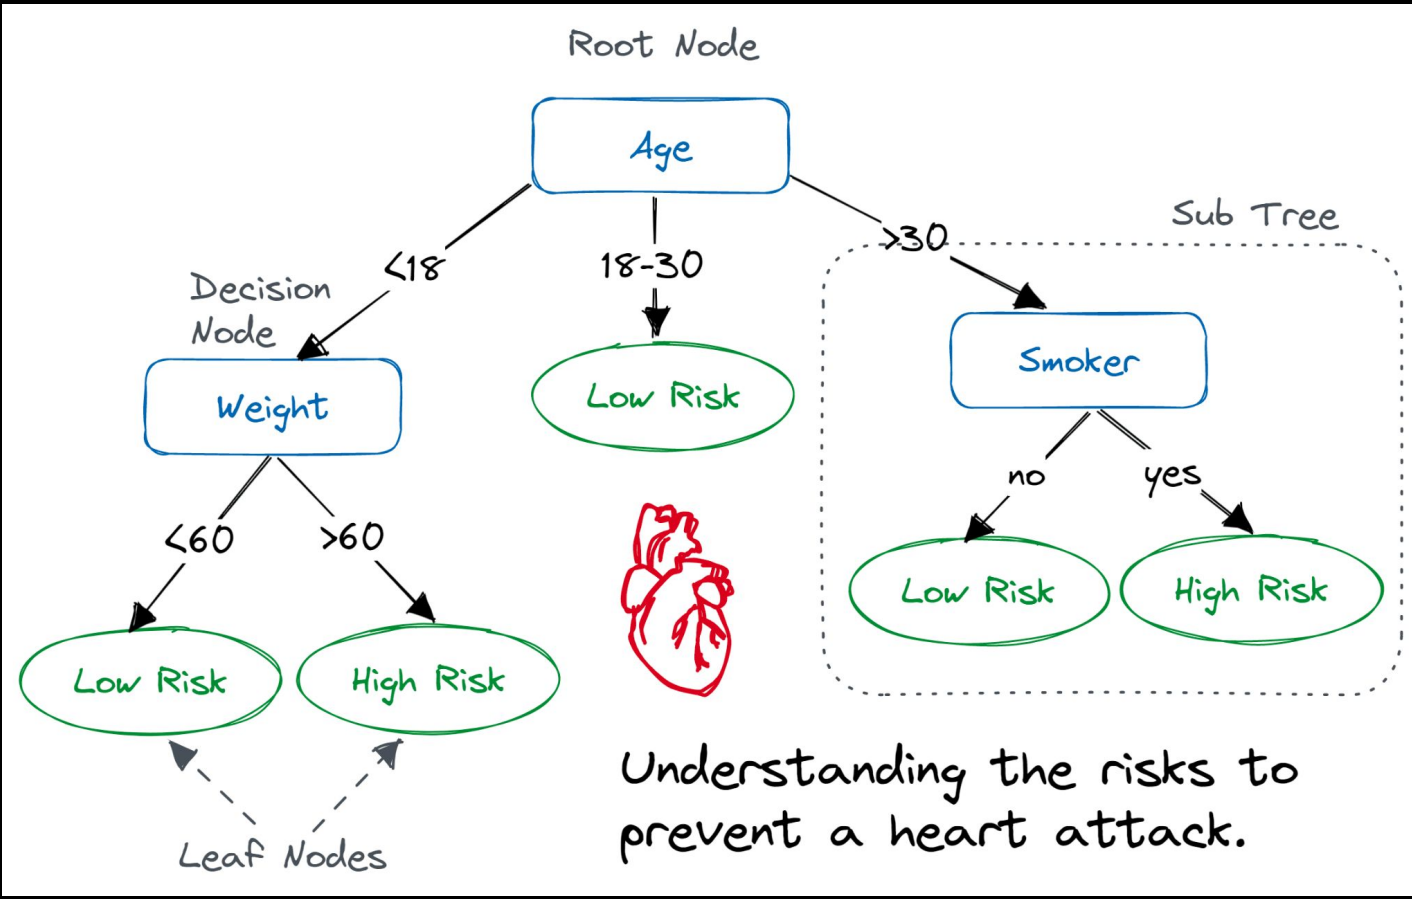 Root Node
Age
<18
18-30
>30
Sub Tree
Decision
Node
Weight
Low Risk
Smoker
<60
>60
no
yes
Low Risk
High Risk
Low Risk
High Risk
Leaf Nodes
Understanding the risks to
prevent a heart attack.